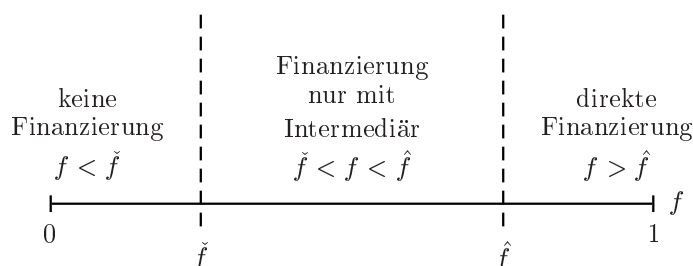 keine
Finanzierung
f < f̌
Finanzierung
nur mit
Intermediär
f̌ < f < f̂
direkte
Finanzierung
f > f̂
f
0
f̌
f̂
1